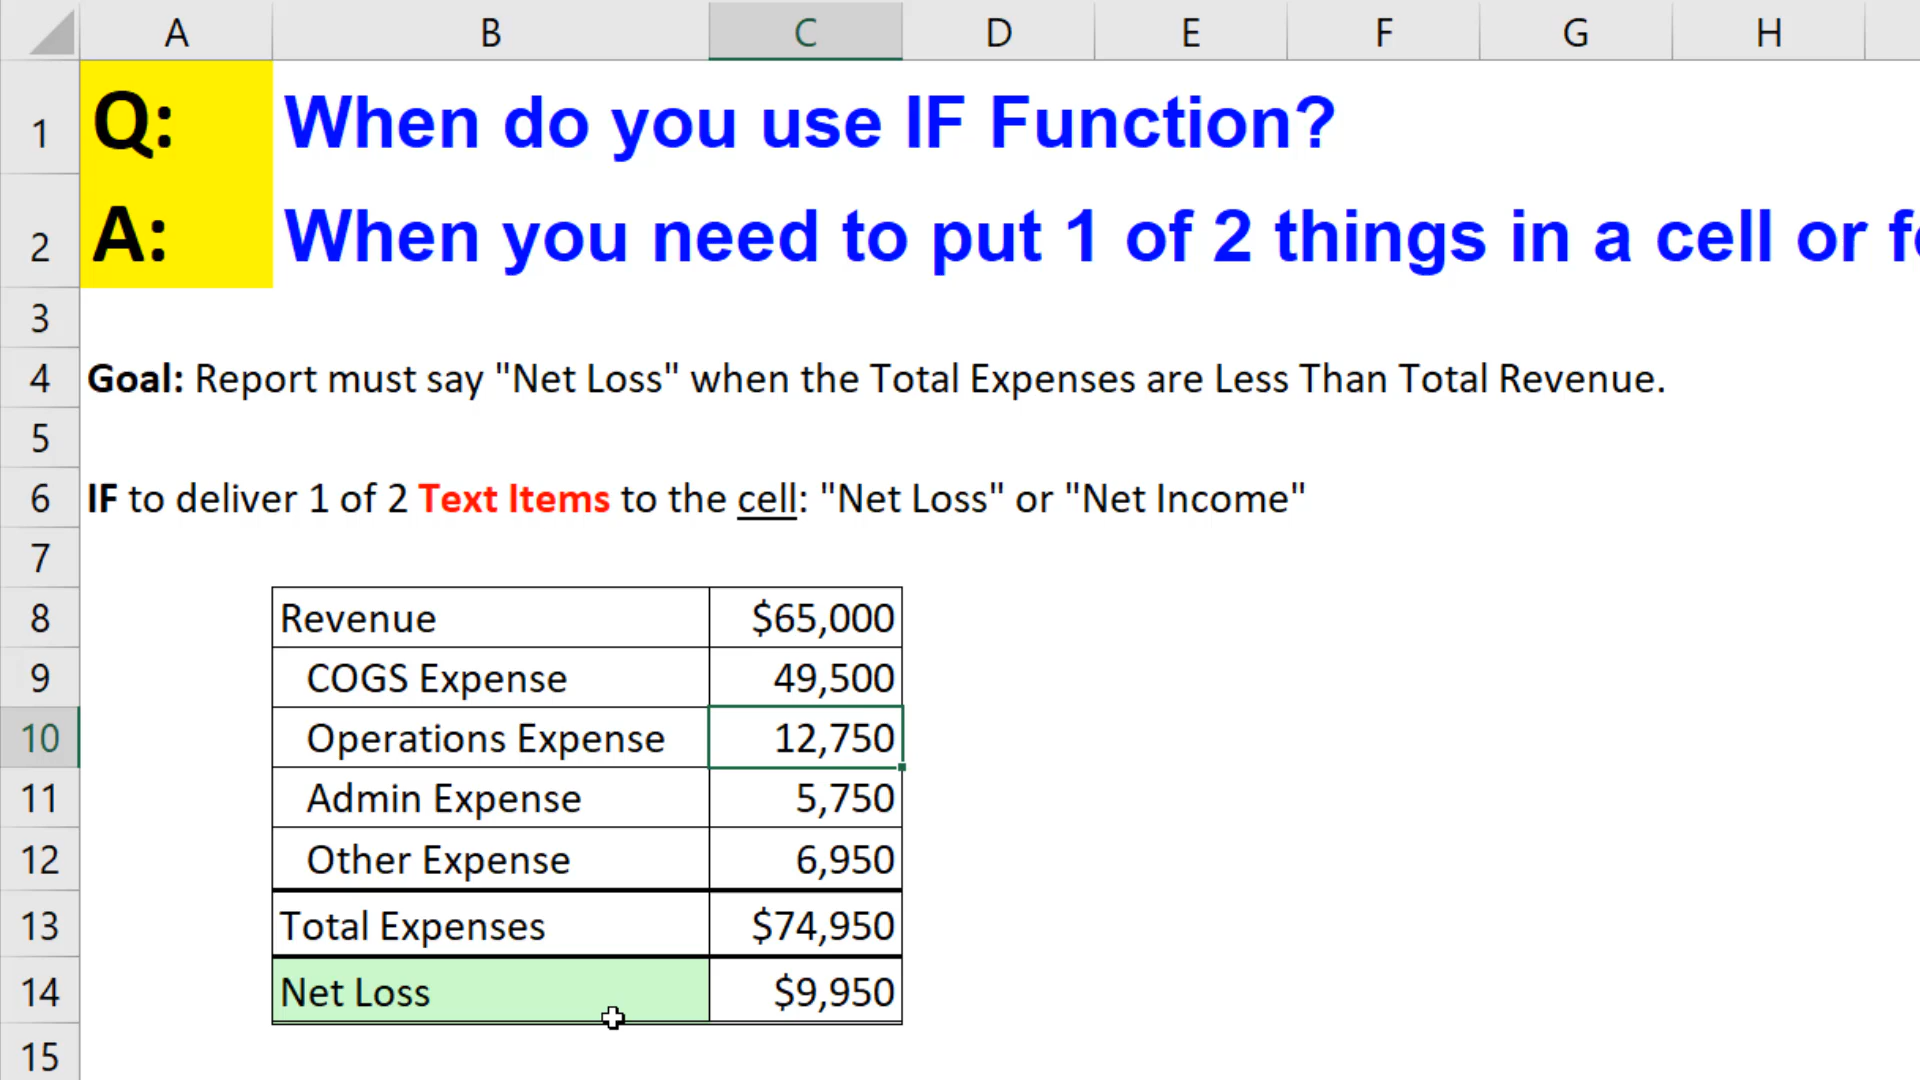 A B C D E F G H
1 Q: When do you use IF Function?
2 A: When you need to put 1 of 2 things in a cell or
3
4 Goal: Report must say "Net Loss" when the Total Expenses are Less Than Total Revenue.
5
6 IF to deliver 1 of 2 Text Items to the cell: "Net Loss" or "Net Income"
7
8 Revenue $65,000
9 COGS Expense 49,500
10 Operations Expense 12,750
11 Admin Expense 5,750
12 Other Expense 6,950
13 Total Expenses $74,950
14 Net Loss $9,950
15